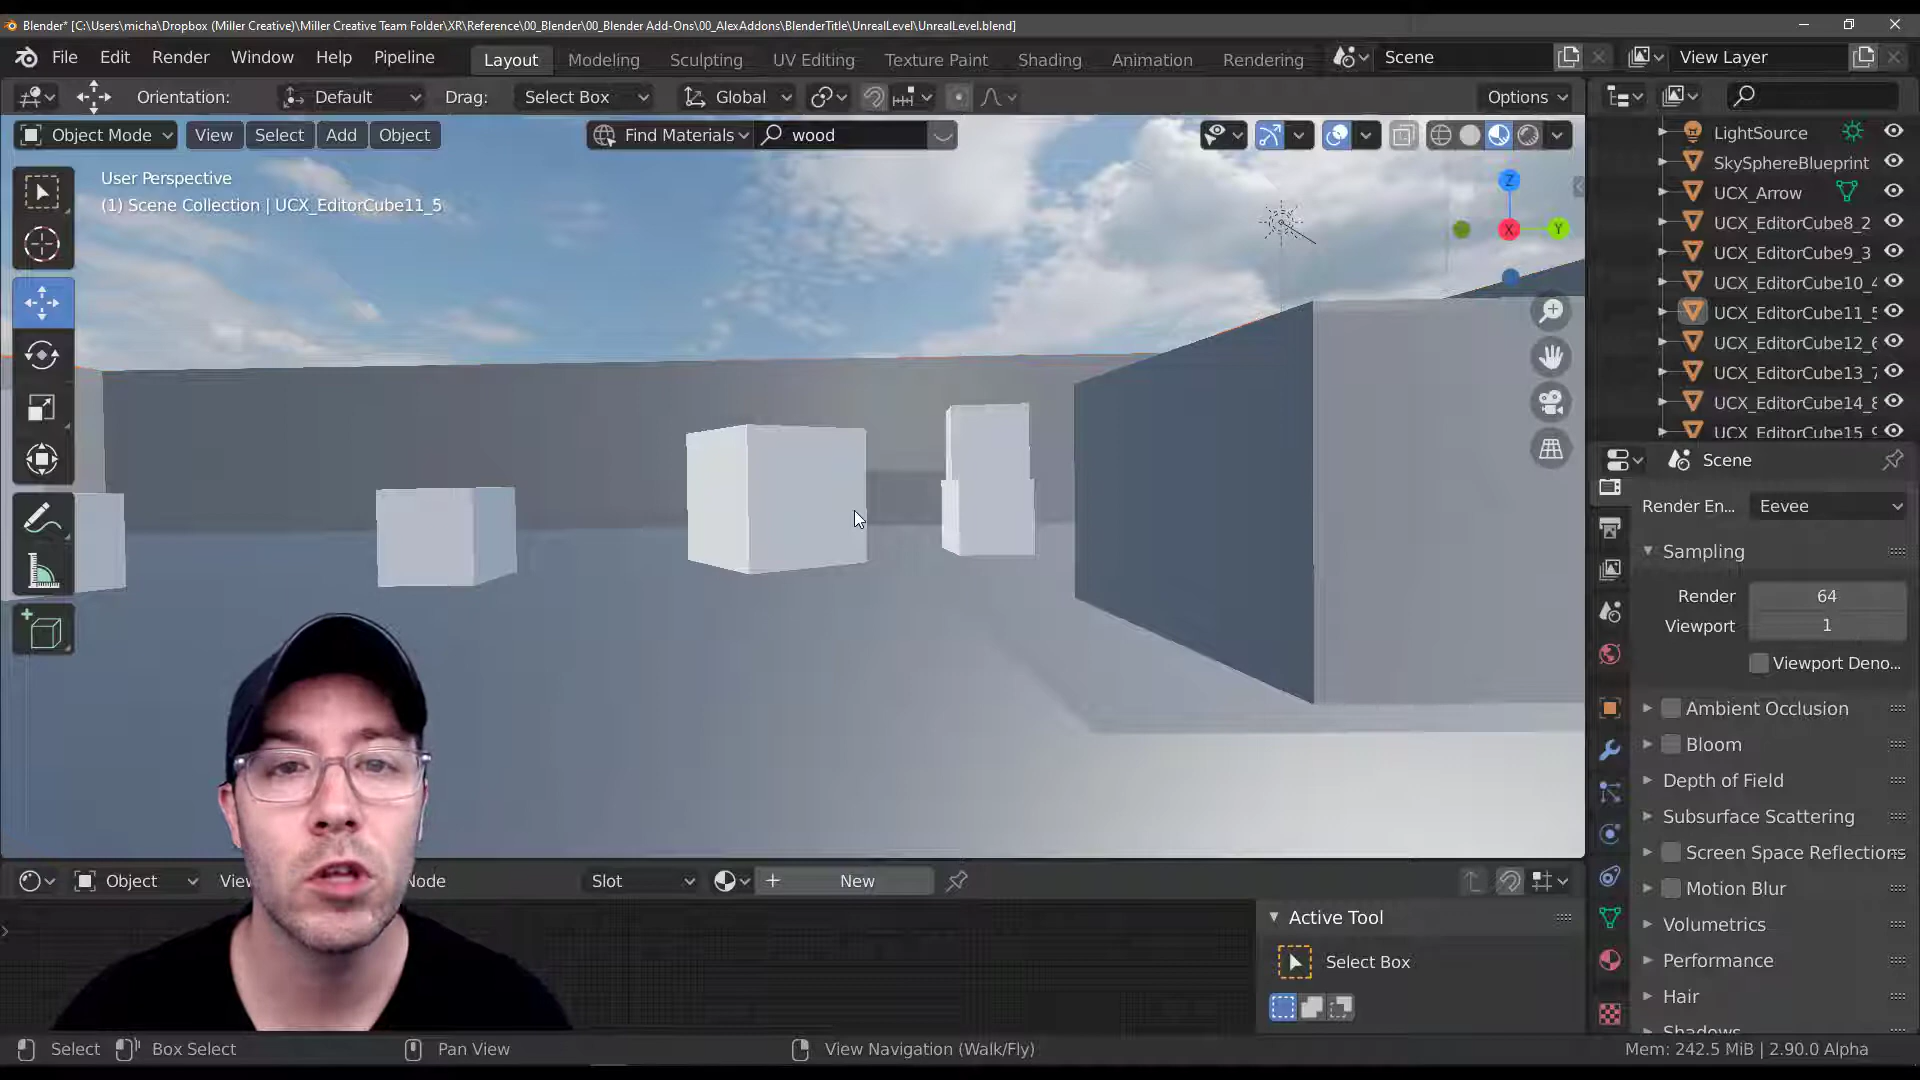 Blender* [C:\Users\micha\Dropbox (Miller Creative)\Miller Creative Team Folder\XR\Reference\00_Blender\00_Blender Add-Ons\00_AlexAddons\BlenderTitle\UnrealLevel\UnrealLevel.blend]
File Edit Render Window Help Pipeline Layout Modeling Sculpting UV Editing Texture Paint Shading Animation Rendering Scene View Layer
Orientation: Default Drag: Select Box Global Options
Object Mode View Select Add Object Find Materials wood
User Perspective
(1) Scene Collection | UCX_EditorCube11_5
Z
X
Y
LightSource
SkySphereBlueprint
UCX_Arrow
UCX_EditorCube8_2
UCX_EditorCube9_3
UCX_EditorCube10_4
UCX_EditorCube11_5
UCX_EditorCube12_6
UCX_EditorCube13_7
UCX_EditorCube14_8
UCX_EditorCube15_9
Scene
Render En... Eevee
Sampling
Render 64
Viewport 1
Viewport Deno...
Ambient Occlusion
Bloom
Depth of Field
Subsurface Scattering
Screen Space Reflections
Motion Blur
Volumetrics
Performance
Hair
Shadows
Object Node Slot New
Active Tool
Select Box
Select Box Select Pan View View Navigation (Walk/Fly) Mem: 242.5 MiB | 2.90.0 Alpha